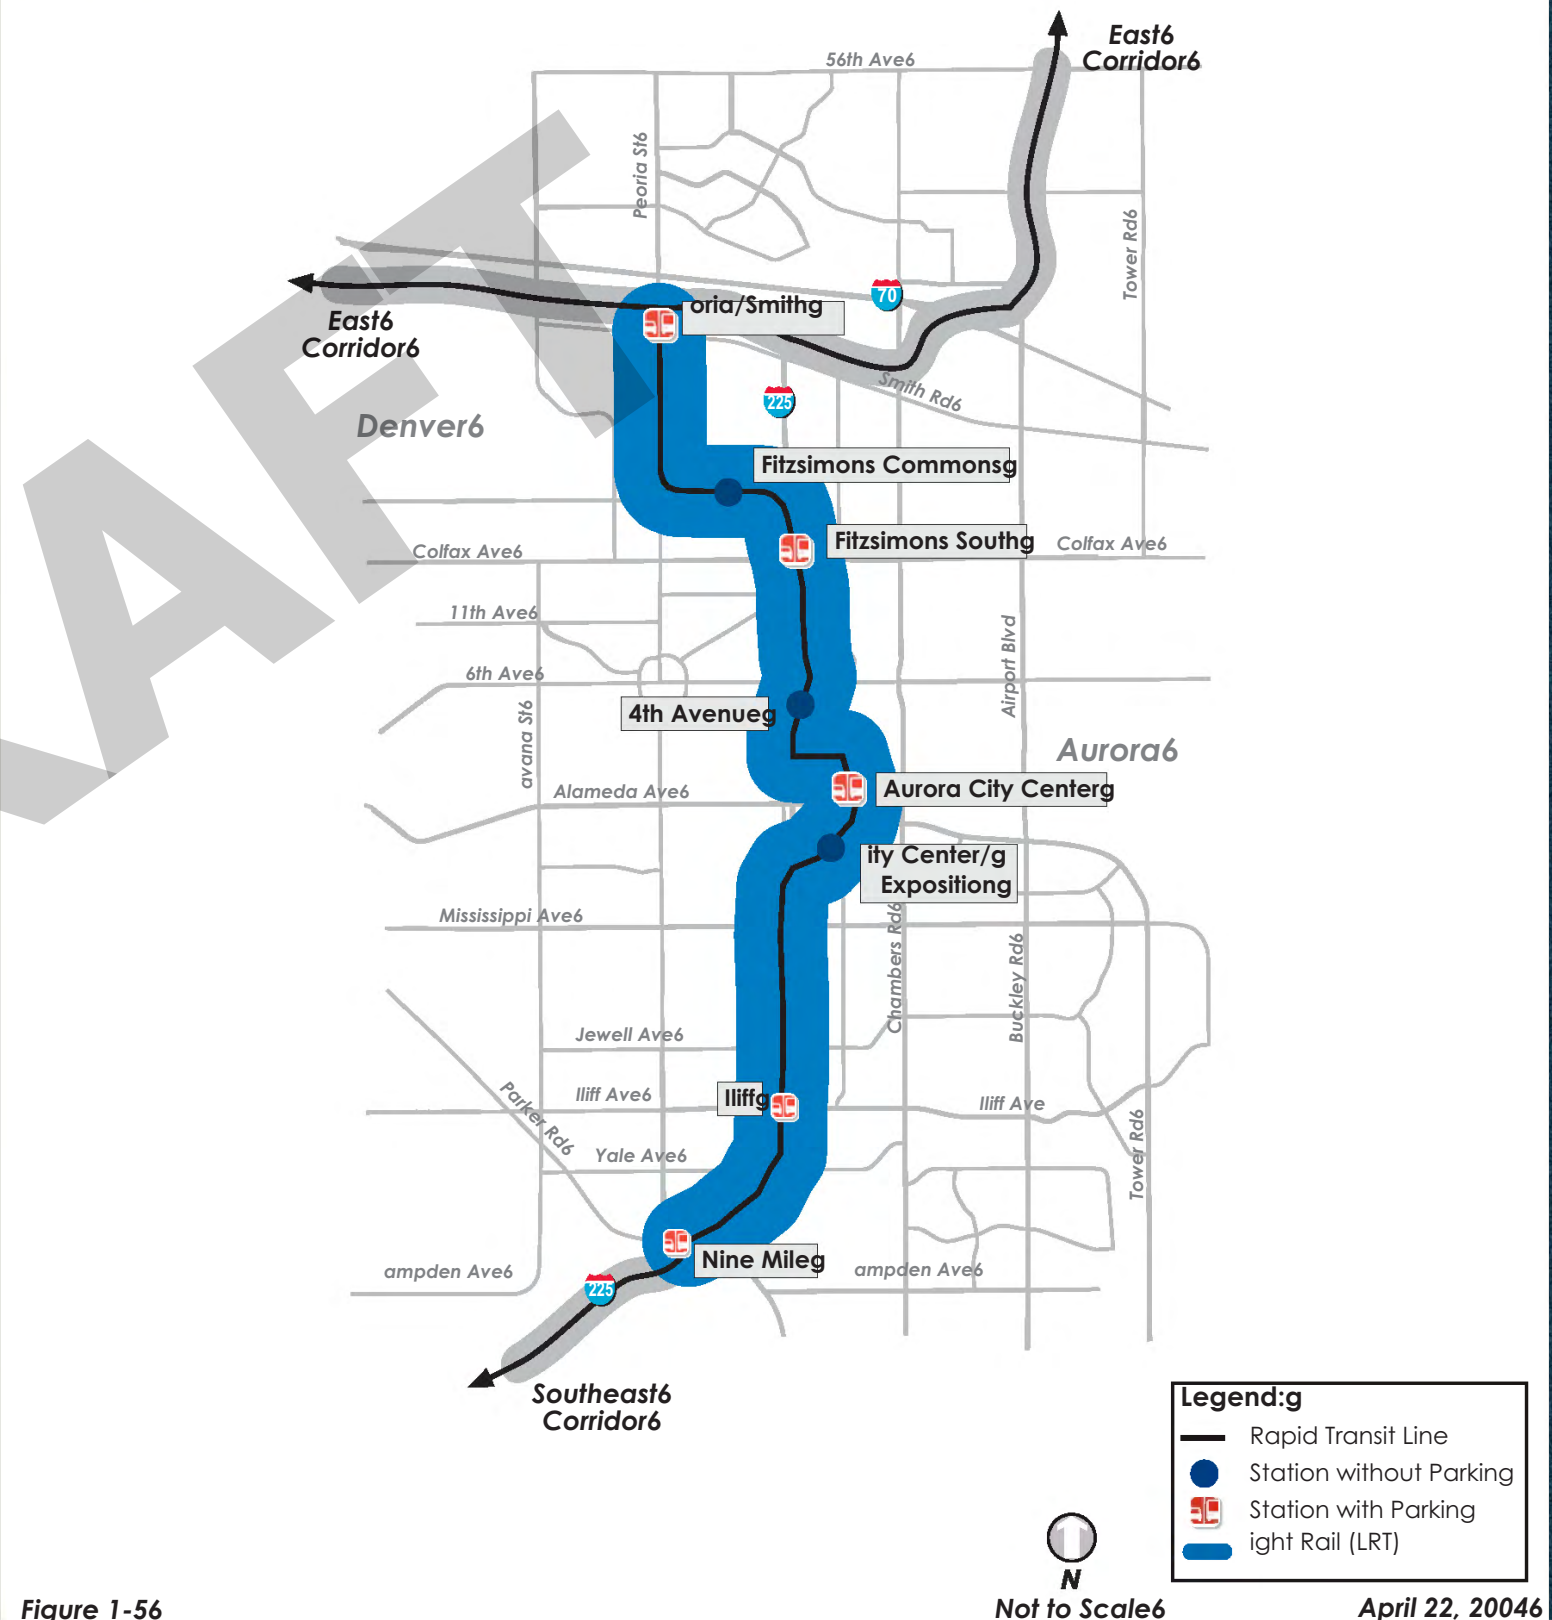 East6
Corridor6
56th Ave6
Peoria St6
Tower Rd6
70
oria/Smithg
East6
Corridor6
225
Smith Rd6
Denver6
Fitzsimons Commonsg
Fitzsimons Southg
Colfax Ave6
Colfax Ave6
11th Ave6
6th Ave6
Airport Blvd
avana St6
4th Avenueg
Aurora6
Alameda Ave6
Aurora City Centerg
ity Center/g
Expositiong
Mississippi Ave6
Chambers Rd6
Buckley Rd6
Jewell Ave6
Parker Rd6
Iliff Ave6
Iliffg
Iliff Ave
Yale Ave6
Tower Rd6
Nine Mileg
ampden Ave6
ampden Ave6
225
Southeast6
Corridor6
Legend:g
Rapid Transit Line
Station without Parking
Station with Parking
ight Rail (LRT)
N
Not to Scale6
Figure 1-56
April 22, 20046
RAFT